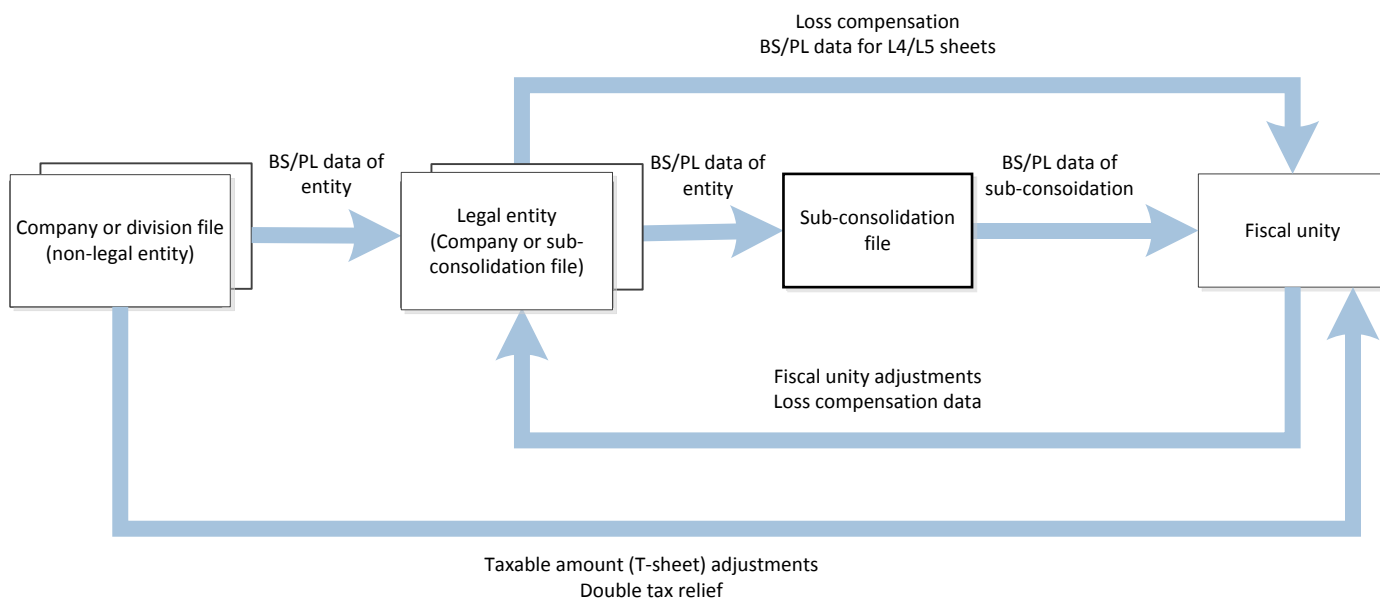 Loss compensation
BS/PL data for L4/L5 sheets
BS/PL data of
entity
BS/PL data of
entity
BS/PL data of
sub-consoidation
Company or division file
(non-legal entity)
Legal entity
(Company or sub-
consolidation file)
Sub-consolidation
file
Fiscal unity
Fiscal unity adjustments
Loss compensation data
Taxable amount (T-sheet) adjustments
Double tax relief